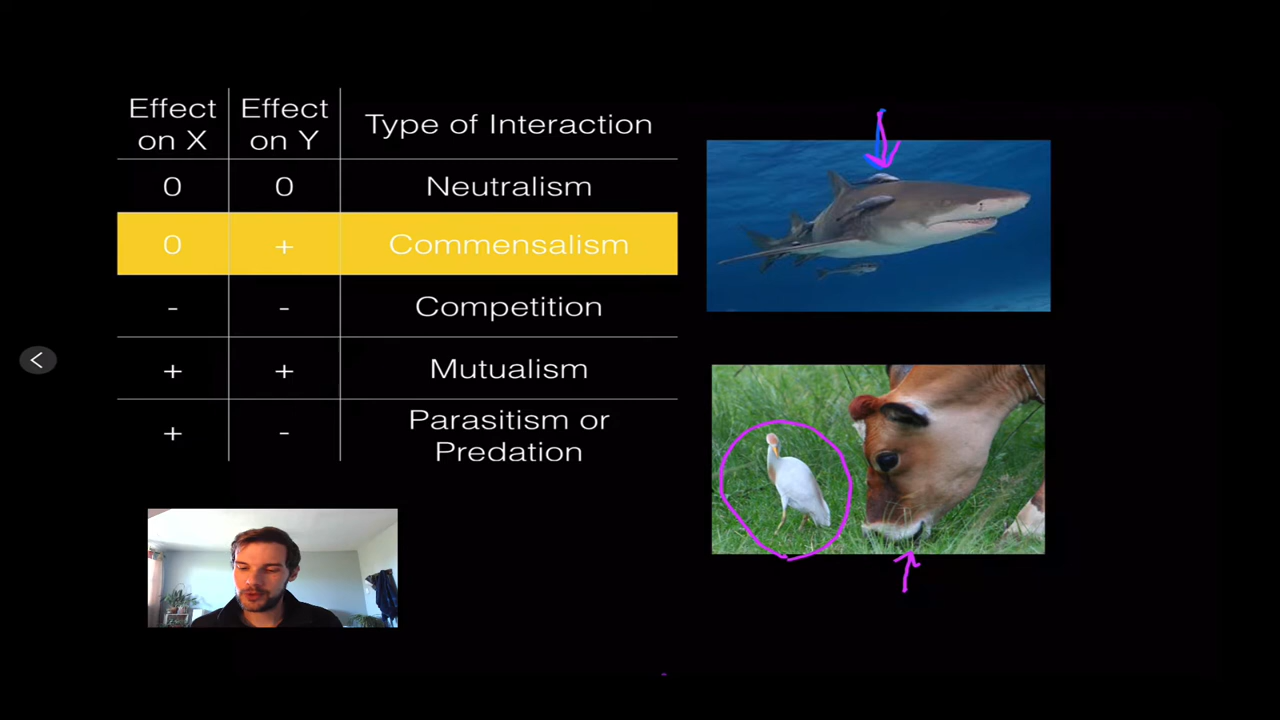 Effect Effect
on X on Y Type of Interaction
0 0 Neutralism
0 + Commensalism
- - Competition
+ + Mutualism
+ - Parasitism or
Predation